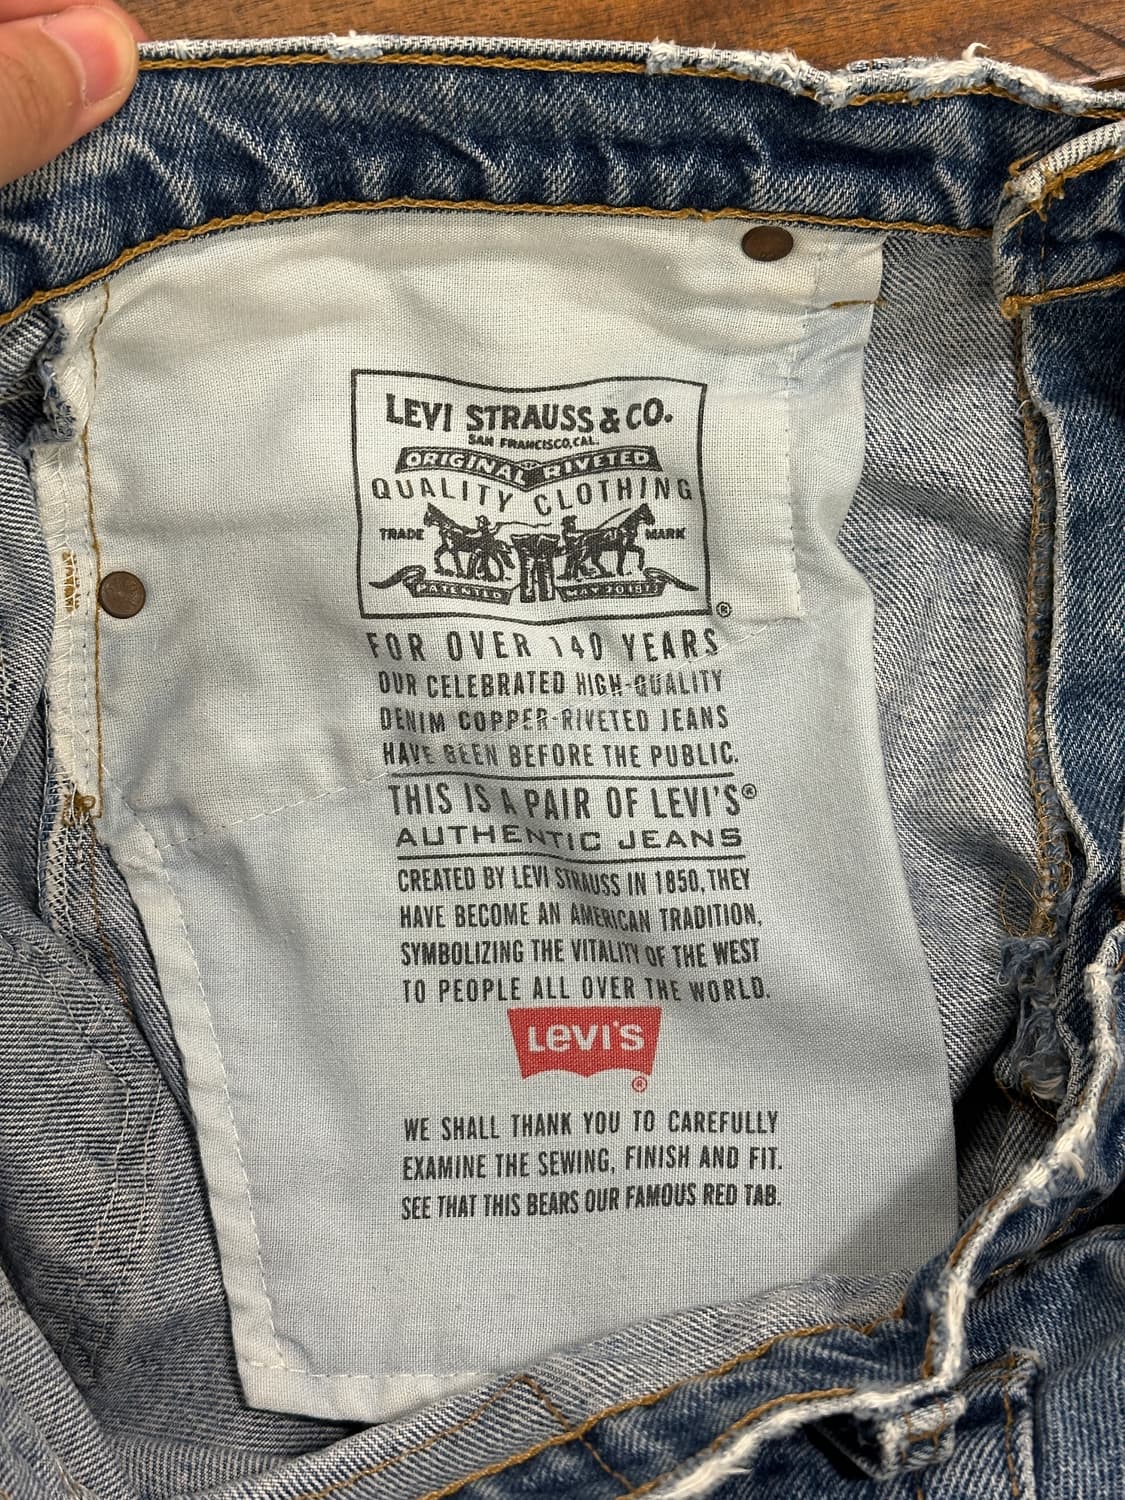 LEVI STRAUSS & CO.
SAN FRANCISCO, CAL.
ORIGINAL RIVETED
QUALITY CLOTHING
TRADE MARK
PATENTED MAY 20 1873
®
FOR OVER 140 YEARS
OUR CELEBRATED HIGH-QUALITY
DENIM COPPER-RIVETED JEANS
HAVE BEEN BEFORE THE PUBLIC.
THIS IS A PAIR OF LEVI'S®
AUTHENTIC JEANS
CREATED BY LEVI STRAUSS IN 1850, THEY
HAVE BECOME AN AMERICAN TRADITION,
SYMBOLIZING THE VITALITY OF THE WEST
TO PEOPLE ALL OVER THE WORLD.
LEVI'S
®
WE SHALL THANK YOU TO CAREFULLY
EXAMINE THE SEWING, FINISH AND FIT.
SEE THAT THIS BEARS OUR FAMOUS RED TAB.